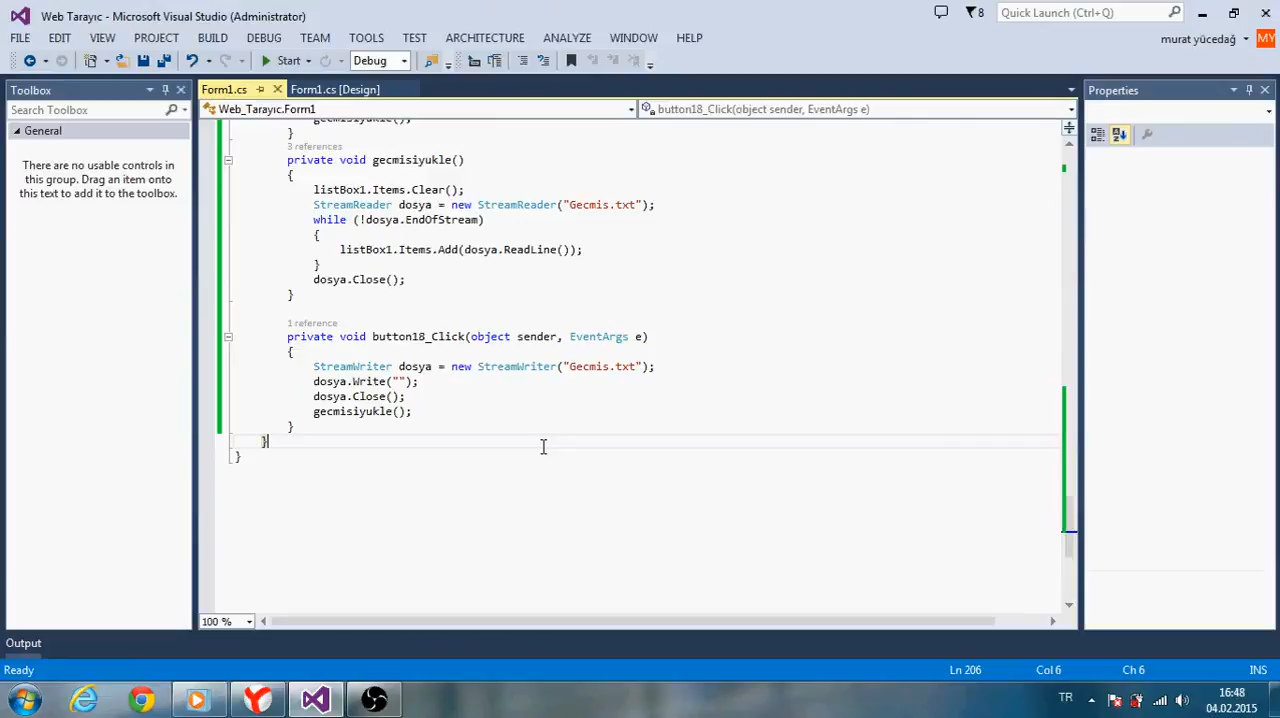 Web Tarayıc - Microsoft Visual Studio (Administrator)
8
Quick Launch (Ctrl+Q)
FILE EDIT VIEW PROJECT BUILD DEBUG TEAM TOOLS TEST ARCHITECTURE ANALYZE WINDOW HELP
murat yücedağ
MY
Start
Debug
Toolbox
Search Toolbox
General
There are no usable controls in
this group. Drag an item onto
this text to add it to the toolbox.
Form1.cs
Form1.cs [Design]
Web_Tarayıc.Form1
button18_Click(object sender, EventArgs e)
gecmisiyukle();
}
3 references
private void gecmisiyukle()
{
listBox1.Items.Clear();
StreamReader dosya = new StreamReader("Gecmis.txt");
while (!dosya.EndOfStream)
{
listBox1.Items.Add(dosya.ReadLine());
}
dosya.Close();
}
1 reference
private void button18_Click(object sender, EventArgs e)
{
StreamWriter dosya = new StreamWriter("Gecmis.txt");
dosya.Write("");
dosya.Close();
gecmisiyukle();
}
}
}
100 %
Properties
Output
Ready
Ln 206
Col 6
Ch 6
INS
TR
16:48
04.02.2015